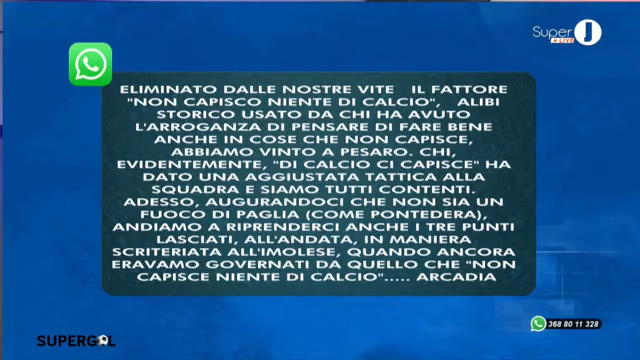 Super J
LIVE
ELIMINATO DALLE NOSTRE VITE IL FATTORE
"NON CAPISCO NIENTE DI CALCIO", ALIBI
STORICO USATO DA CHI HA AVUTO
L'ARROGANZA DI PENSARE DI FARE BENE
ANCHE IN COSE CHE NON CAPISCE,
ABBIAMO VINTO A PESARO. CHI,
EVIDENTEMENTE, "DI CALCIO CI CAPISCE" HA
DATO UNA AGGIUSTATA TATTICA ALLA
SQUADRA E SIAMO TUTTI CONTENTI.
ADESSO, AUGURANDOCI CHE NON SIA UN
FUOCO DI PAGLIA (COME PONTEDERA),
ANDIAMO A RIPRENDERCI ANCHE I TRE PUNTI
LASCIATI, ALL'ANDATA, IN MANIERA
SCRITERIATA ALL'IMOLESE, QUANDO ANCORA
ERAVAMO GOVERNATI DA QUELLO CHE "NON
CAPISCE NIENTE DI CALCIO"..... ARCADIA
368 80 11 328
SUPERGOL